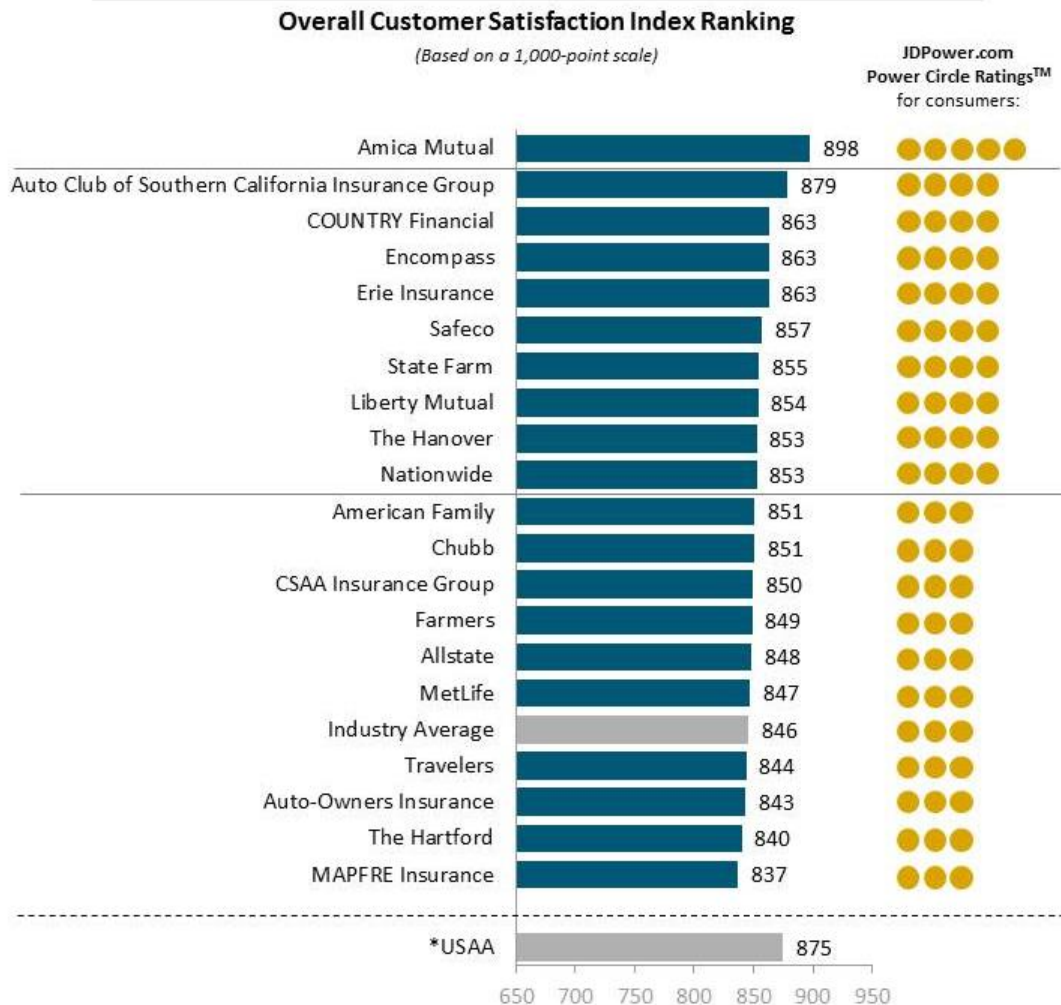 Overall Customer Satisfaction Index Ranking
(Based on a 1,000-point scale)
JDPower.com
Power Circle Ratings™
for consumers:
Amica Mutual 898
Auto Club of Southern California Insurance Group 879
COUNTRY Financial 863
Encompass 863
Erie Insurance 863
Safeco 857
State Farm 855
Liberty Mutual 854
The Hanover 853
Nationwide 853
American Family 851
Chubb 851
CSAA Insurance Group 850
Farmers 849
Allstate 848
MetLife 847
Industry Average 846
Travelers 844
Auto-Owners Insurance 843
The Hartford 840
MAPFRE Insurance 837
*USAA 875
650 700 750 800 850 900 950